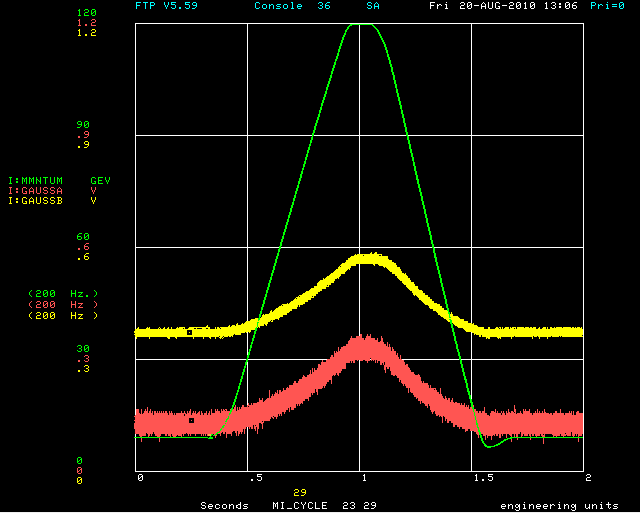 FTP V5.59 Console 36 SA Fri 20-AUG-2010 13:06 Pri=0
120
1.2
1.2
90
.9
.9
I:MMNTUM GEV
I:GAUSSA V
I:GAUSSB V
60
.6
.6
(200 Hz.)
(200 Hz )
(200 Hz )
30
.3
.3
0
0
0
0 .5 1 1.5 2
29
Seconds MI_CYCLE 23 29 engineering units